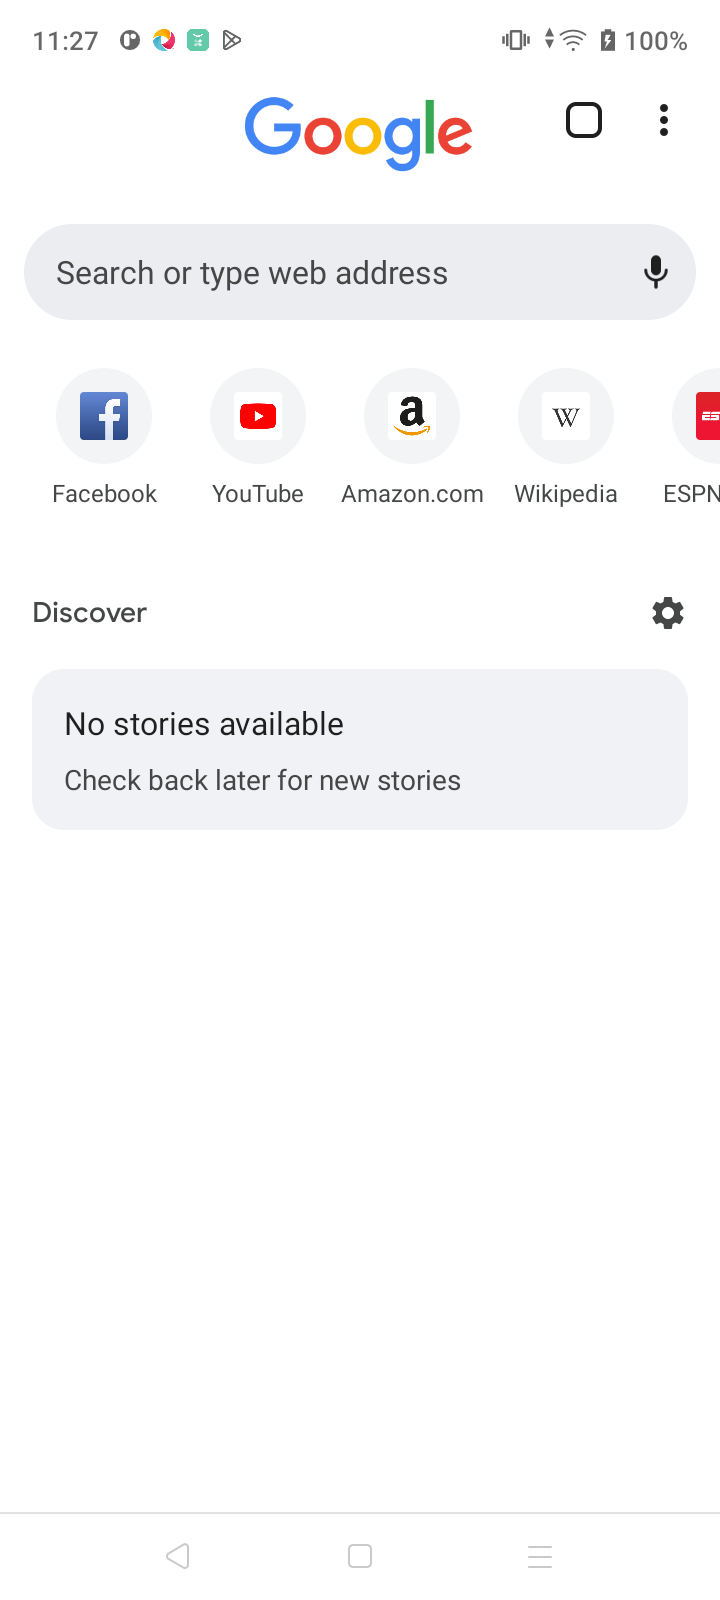 11:27
100%
Google
Search or type web address
Facebook
YouTube
Amazon.com
Wikipedia
ESPN
Discover
No stories available
Check back later for new stories